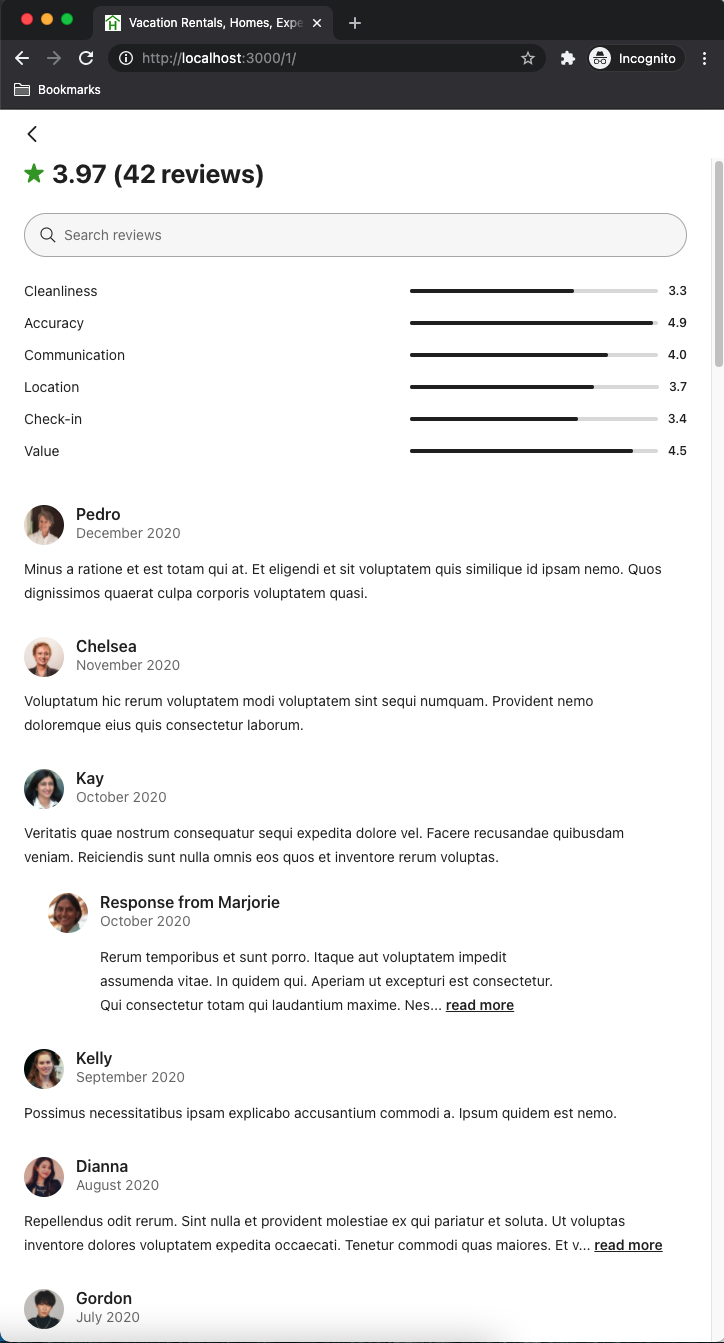 Vacation Rentals, Homes, Expe
http://localhost:3000/1/
Incognito
Bookmarks
3.97 (42 reviews)
Search reviews
Cleanliness 3.3
Accuracy 4.9
Communication 4.0
Location 3.7
Check-in 3.4
Value 4.5
Pedro
December 2020
Minus a ratione et est totam qui at. Et eligendi et sit voluptatem quis similique id ipsam nemo. Quos
dignissimos quaerat culpa corporis voluptatem quasi.
Chelsea
November 2020
Voluptatum hic rerum voluptatem modi voluptatem sint sequi numquam. Provident nemo
doloremque eius quis consectetur laborum.
Kay
October 2020
Veritatis quae nostrum consequatur sequi expedita dolore vel. Facere recusandae quibusdam
veniam. Reiciendis sunt nulla omnis eos quos et inventore rerum voluptas.
Response from Marjorie
October 2020
Rerum temporibus et sunt porro. Itaque aut voluptatem impedit
assumenda vitae. In quidem qui. Aperiam ut excepturi est consectetur.
Qui consectetur totam qui laudantium maxime. Nes... read more
Kelly
September 2020
Possimus necessitatibus ipsam explicabo accusantium commodi a. Ipsum quidem est nemo.
Dianna
August 2020
Repellendus odit rerum. Sint nulla et provident molestiae ex qui pariatur et soluta. Ut voluptas
inventore dolores voluptatem expedita occaecati. Tenetur commodi quas maiores. Et v... read more
Gordon
July 2020